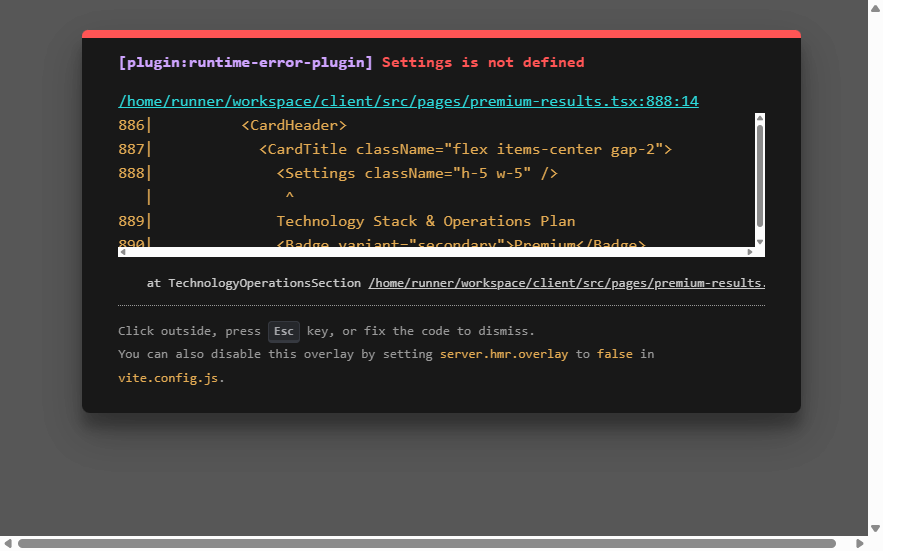 [plugin:runtime-error-plugin] Settings is not defined
/home/runner/workspace/client/src/pages/premium-results.tsx:888:14
886|          <CardHeader>
887|            <CardTitle className="flex items-center gap-2">
888|              <Settings className="h-5 w-5" />
   |               ^
889|              Technology Stack & Operations Plan
890|              <Badge variant="secondary">Premium</Badge>
at TechnologyOperationsSection /home/runner/workspace/client/src/pages/premium-results.
Click outside, press Esc key, or fix the code to dismiss.
You can also disable this overlay by setting server.hmr.overlay to false in
vite.config.js.